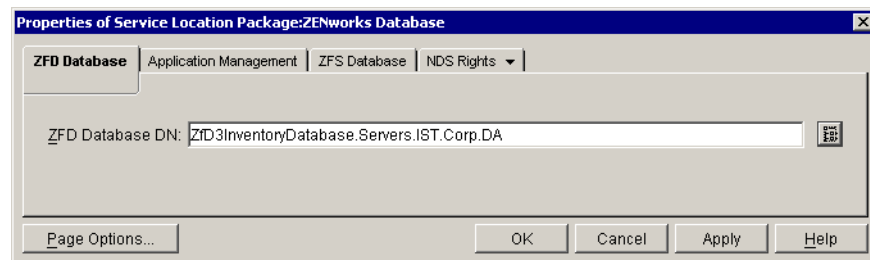 Properties of Service Location Package:ZENworks Database
ZFD Database Application Management ZFS Database NDS Rights
ZFD Database DN: ZfD3InventoryDatabase.Servers.IST.Corp.DA
Page Options... OK Cancel Apply Help